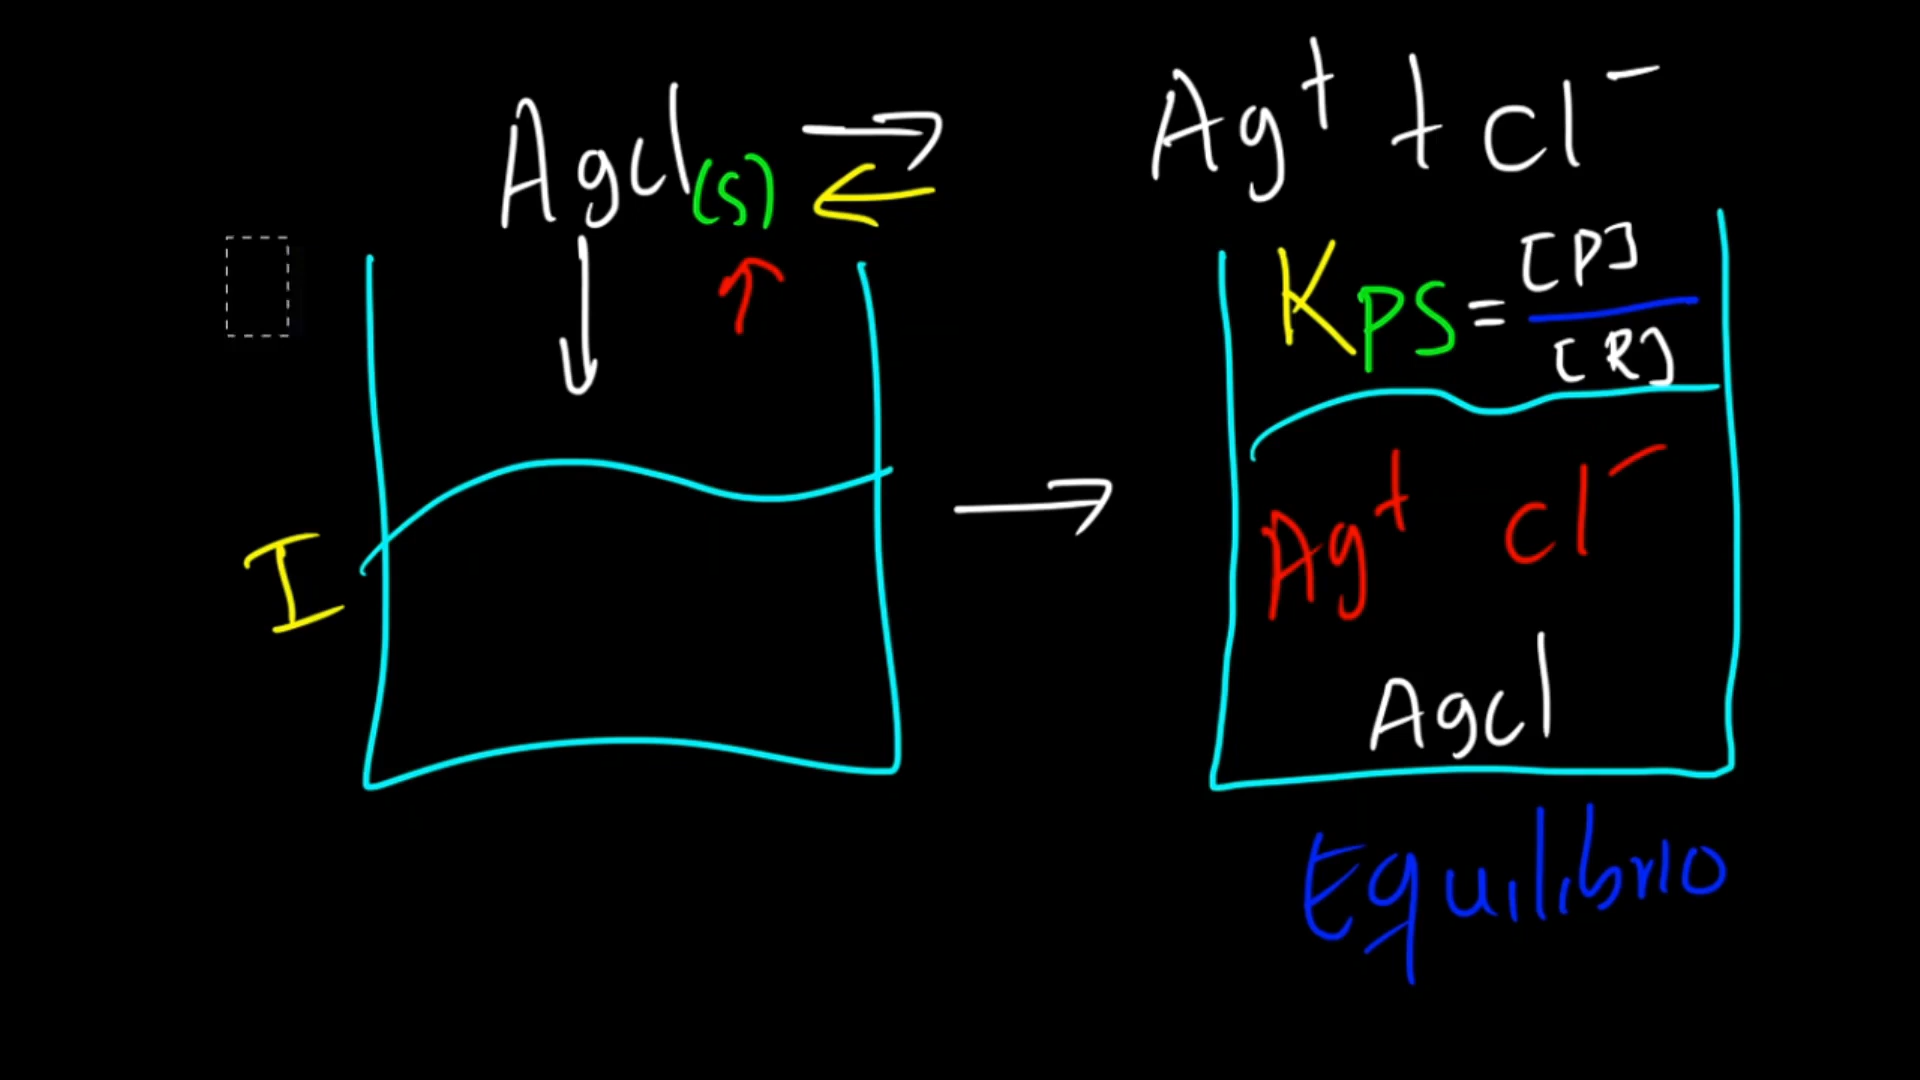 Agcl(s) ⇌ Ag⁺ + cl⁻
KPS = [P]/[R]
I
Ag⁺ cl⁻
Agcl
Equilibrio